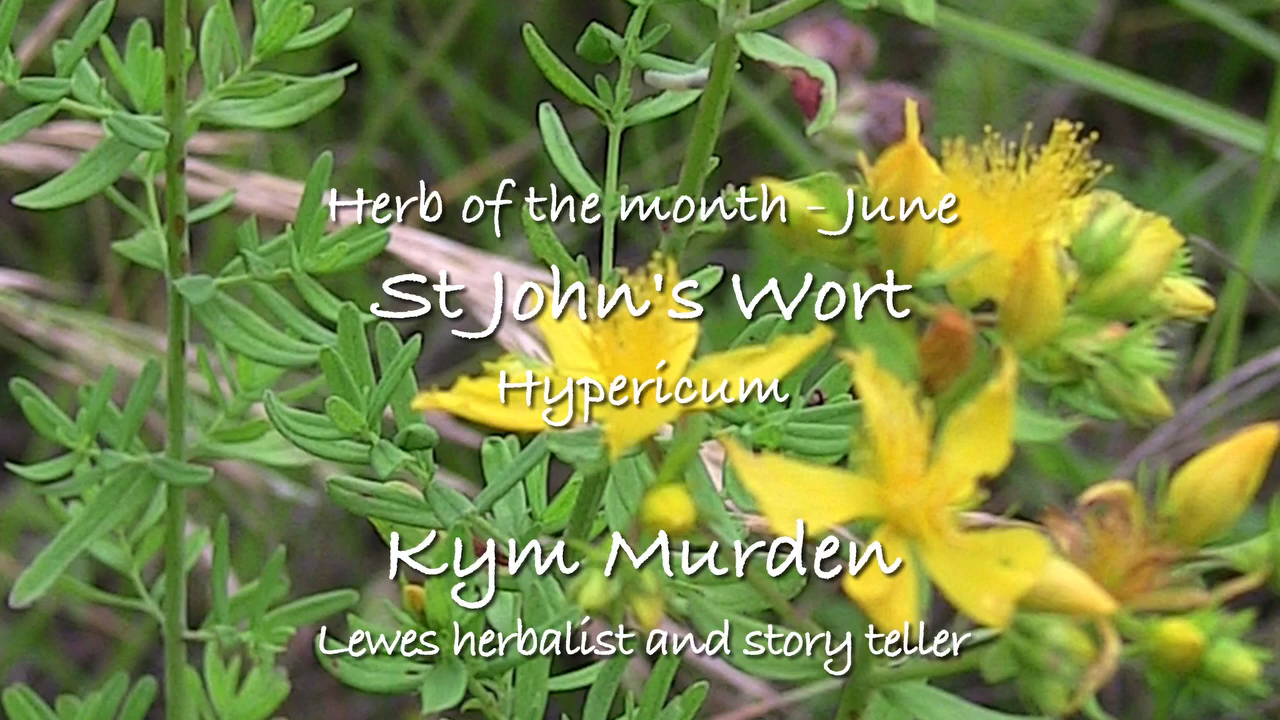 Herb of the month - June
St John's Wort
Hypericum
Kym Murden
Lewes herbalist and story teller